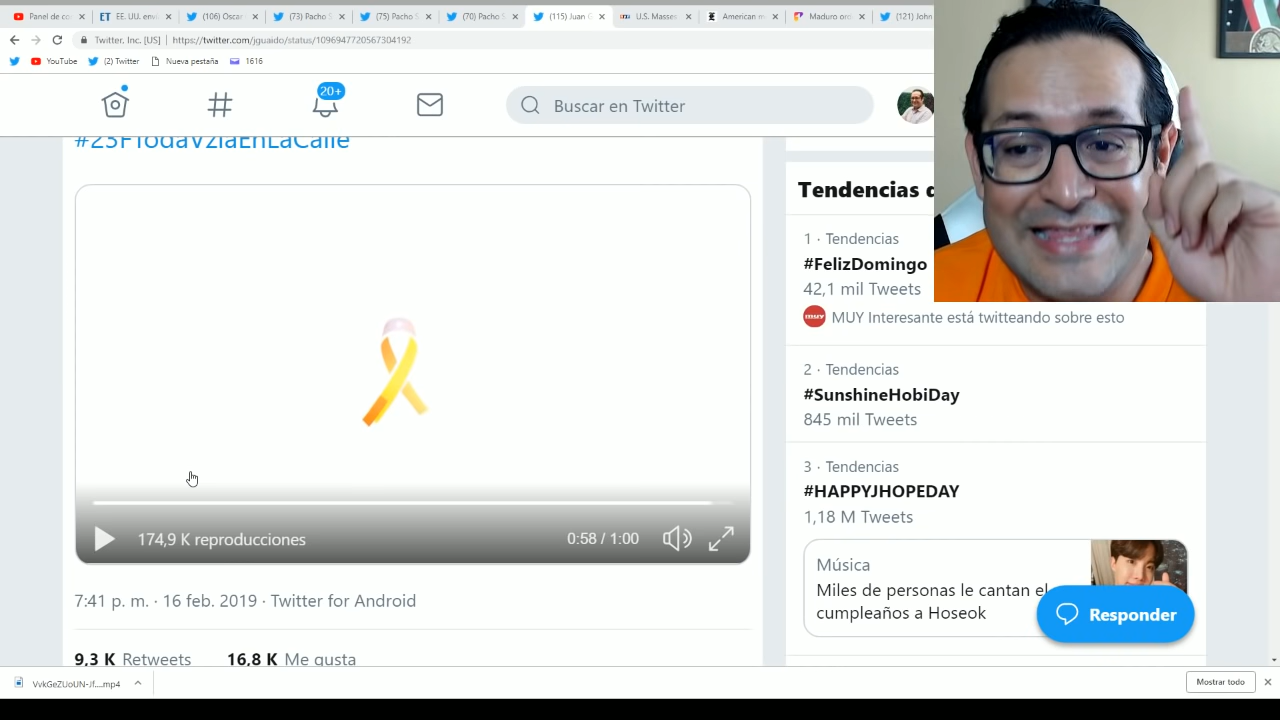 Panel de co
ET EE. UU. envi
(106) Oscar
(73) Pacho S
(75) Pacho S
(70) Pacho S
(115) Juan G
U.S. Masses
American m
Maduro oro
(121) John
Twitter, Inc. [US] | https://twitter.com/jguaido/status/1096947720567304192
YouTube
(2) Twitter
Nueva pestaña
1616
20+
Buscar en Twitter
#23FTodaVzlaEnLaCalle
174,9 K reproducciones
0:58 / 1:00
7:41 p. m. · 16 feb. 2019 · Twitter for Android
9,3 K Retweets 16,8 K Me gusta
Tendencias d
1 · Tendencias
#FelizDomingo
42,1 mil Tweets
muy MUY Interesante está twitteando sobre esto
2 · Tendencias
#SunshineHobiDay
845 mil Tweets
3 · Tendencias
#HAPPYJHOPEDAY
1,18 M Tweets
Música
Miles de personas le cantan el
cumpleaños a Hoseok
Responder
VvkGeZUoUN-Jf....mp4
Mostrar todo